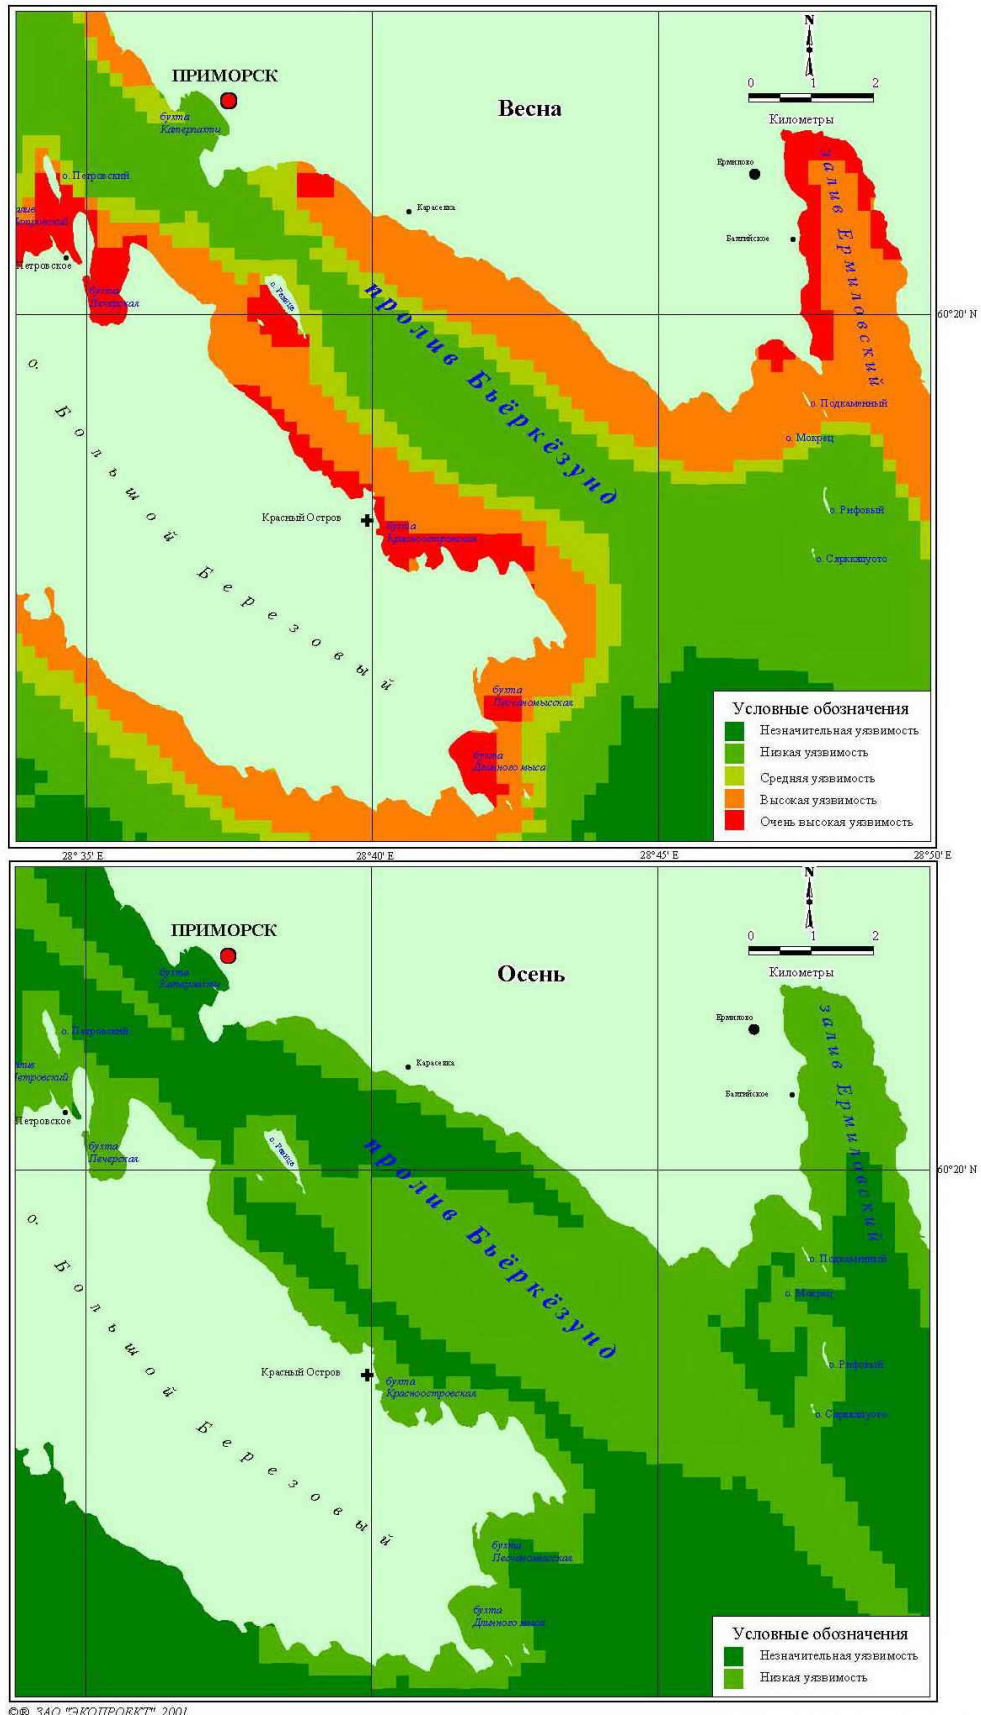 ПРИМОРСК
Весна
N
0 1 2
Километры
бухта
Катерлахти
Ермилово
о. Петровский
залив Ермиловский
Карасевка
Балтийское
Петровское
бухта
Печерская
пролив Бьёркёзунд
60°20' N
о. Подкаменный
о. Мокрец
о. Рифовый
Красный Остров
бухта
Красноостровская
о. Большой Березовый
бухта
Песчаномысская
бухта
Длинного мыса
Условные обозначения
Незначительная уязвимость
Низкая уязвимость
Средняя уязвимость
Высокая уязвимость
Очень высокая уязвимость
28° 35' E 28°40' E 28°45' E 28°50' E
N
ПРИМОРСК
0 1 2
Осень
Километры
бухта
Катерлахти
Ермилово
о. Петровский
залив Ермиловский
Карасевка
Балтийское
Петровское
бухта
Печерская
пролив Бьёркёзунд
60°20' N
о. Подкаменный
о. Мокрец
о. Рифовый
Красный Остров
бухта
Красноостровская
о. Большой Березовый
бухта
Песчаномысская
бухта
Длинного мыса
Условные обозначения
Незначительная уязвимость
Низкая уязвимость
©® ЗАО "ЭКОПРОЕКТ", 2001